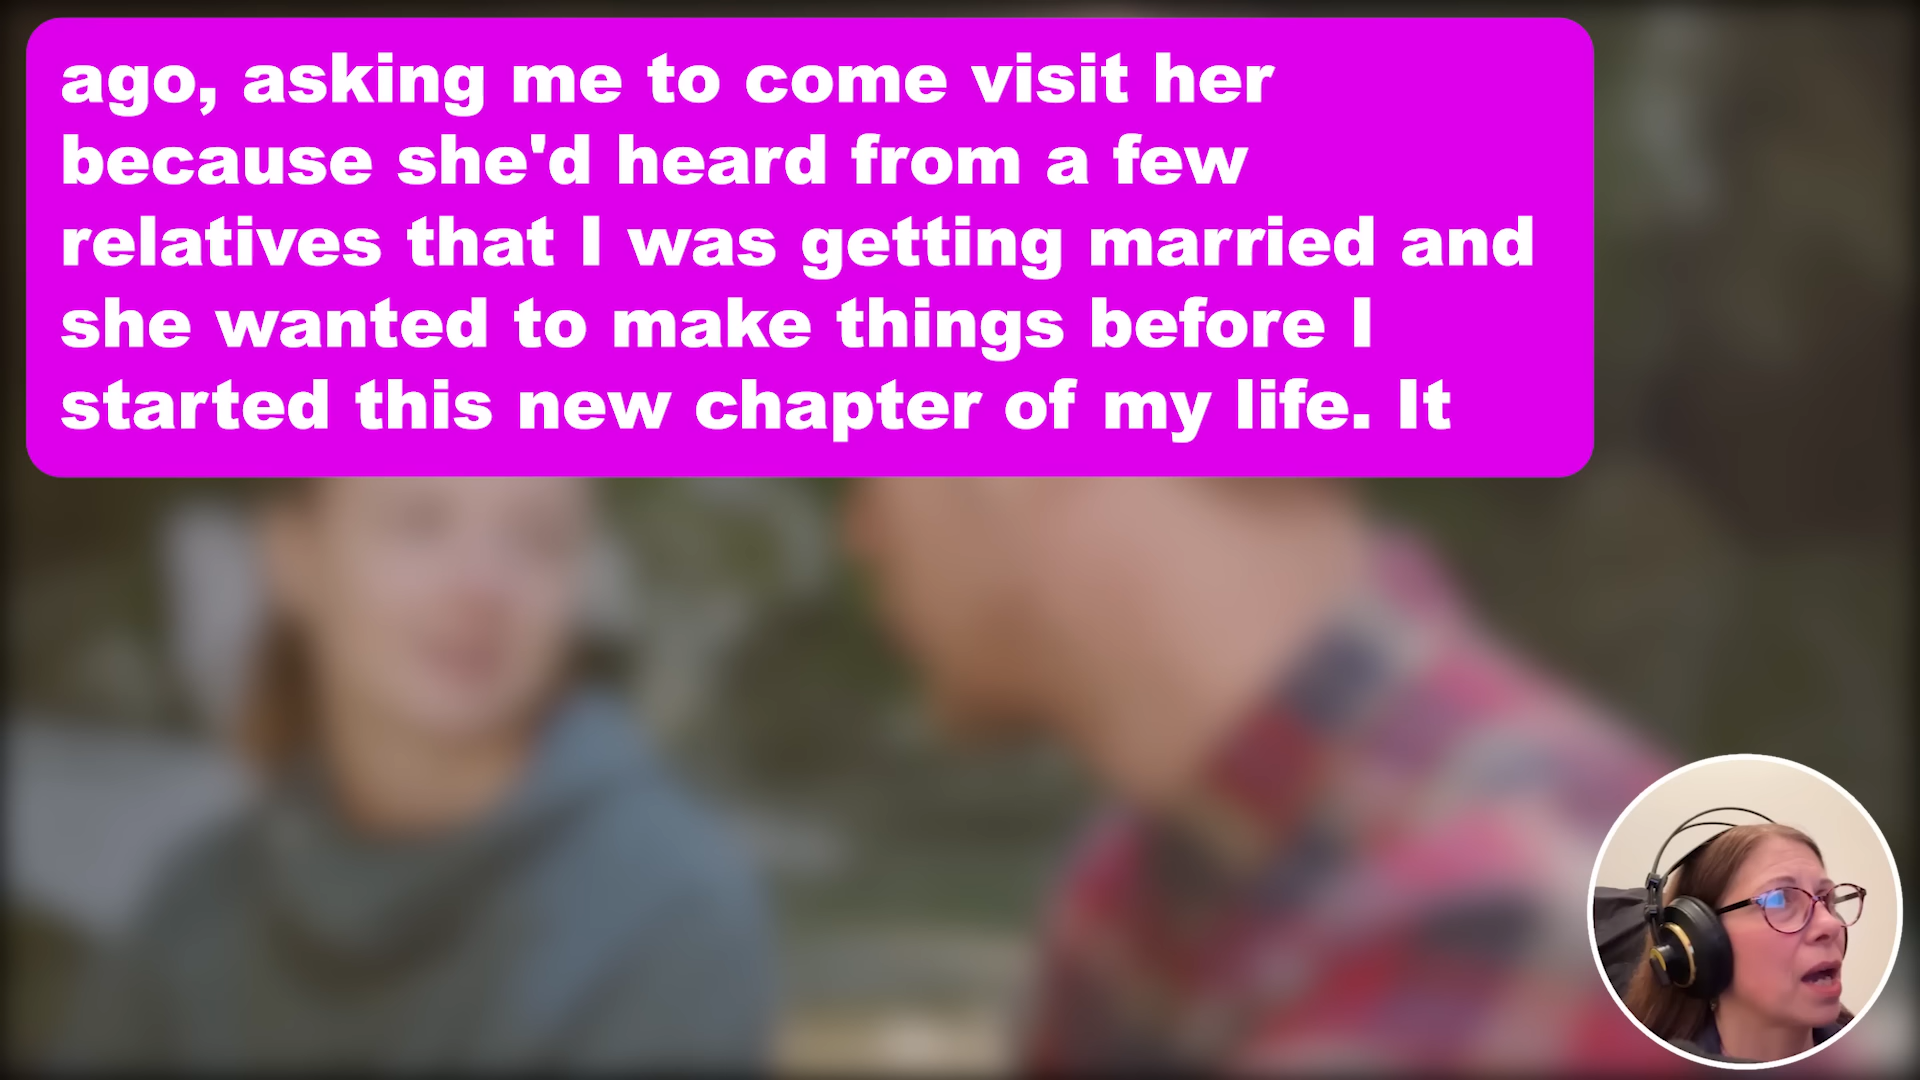 ago, asking me to come visit her
because she'd heard from a few
relatives that I was getting married and
she wanted to make things before I
started this new chapter of my life. It